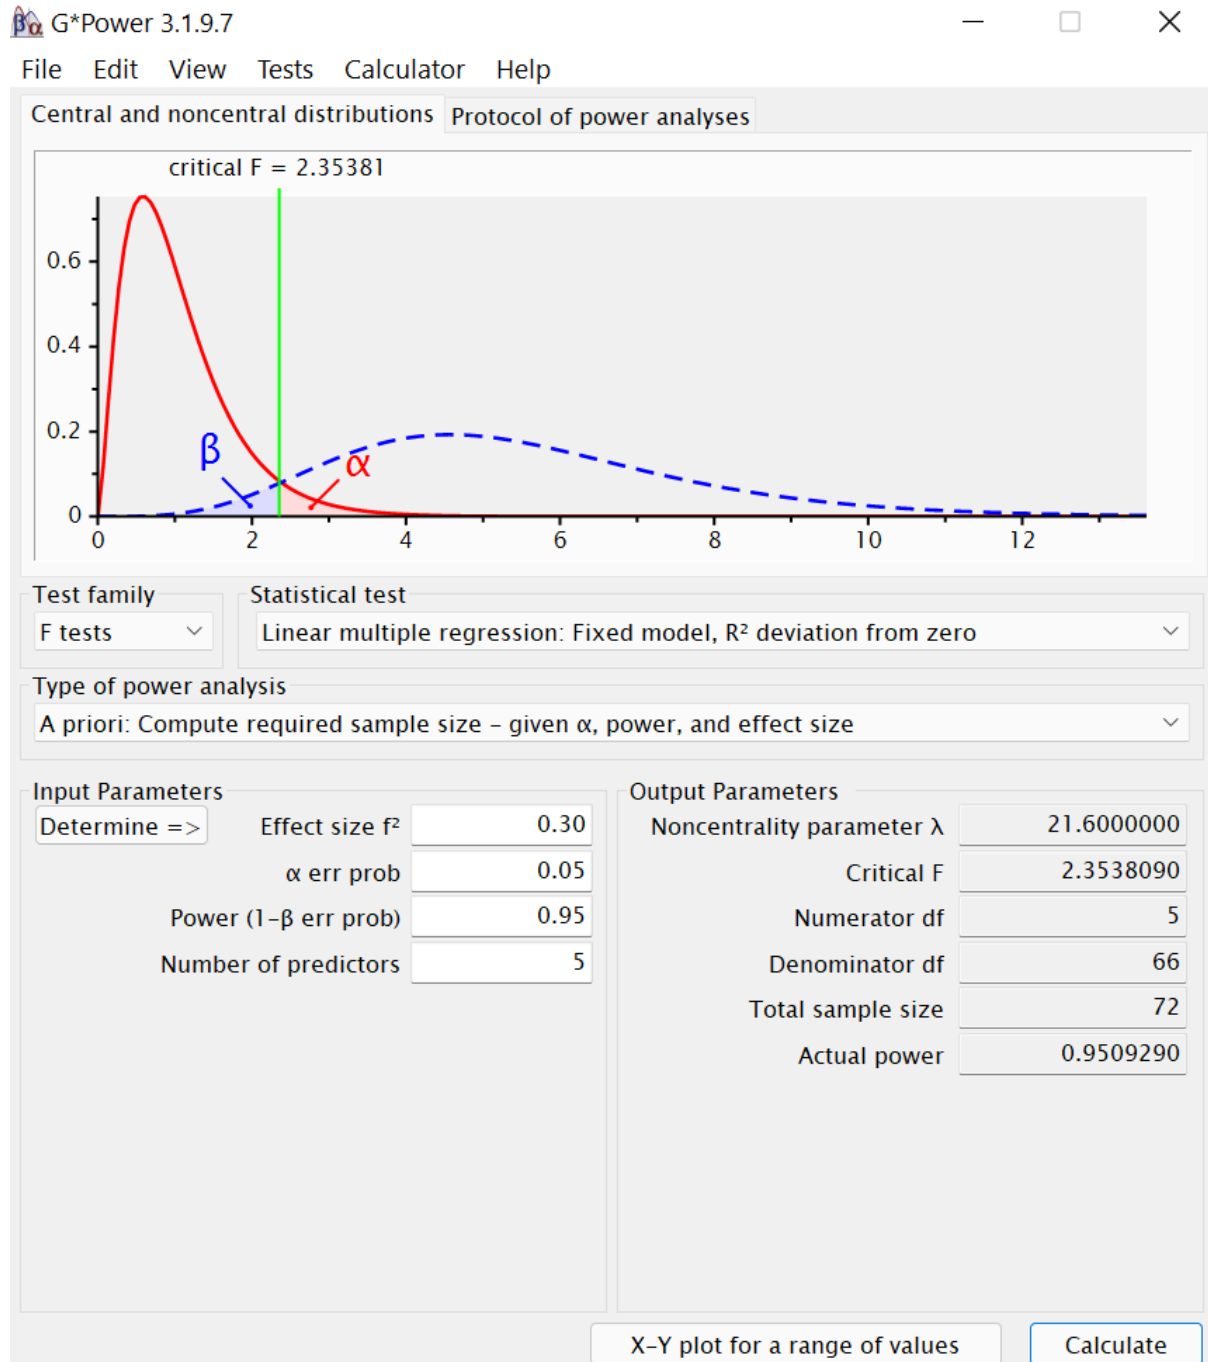 G*Power 3.1.9.7
File Edit View Tests Calculator Help
Central and noncentral distributions Protocol of power analyses
critical F = 2.35381
0.6
0.4
0.2
0
β
α
0 2 4 6 8 10 12
Test family Statistical test
F tests Linear multiple regression: Fixed model, R² deviation from zero
Type of power analysis
A priori: Compute required sample size – given α, power, and effect size
Input Parameters
Determine => Effect size f² 0.30
α err prob 0.05
Power (1–β err prob) 0.95
Number of predictors 5
Output Parameters
Noncentrality parameter λ 21.6000000
Critical F 2.3538090
Numerator df 5
Denominator df 66
Total sample size 72
Actual power 0.9509290
X–Y plot for a range of values Calculate